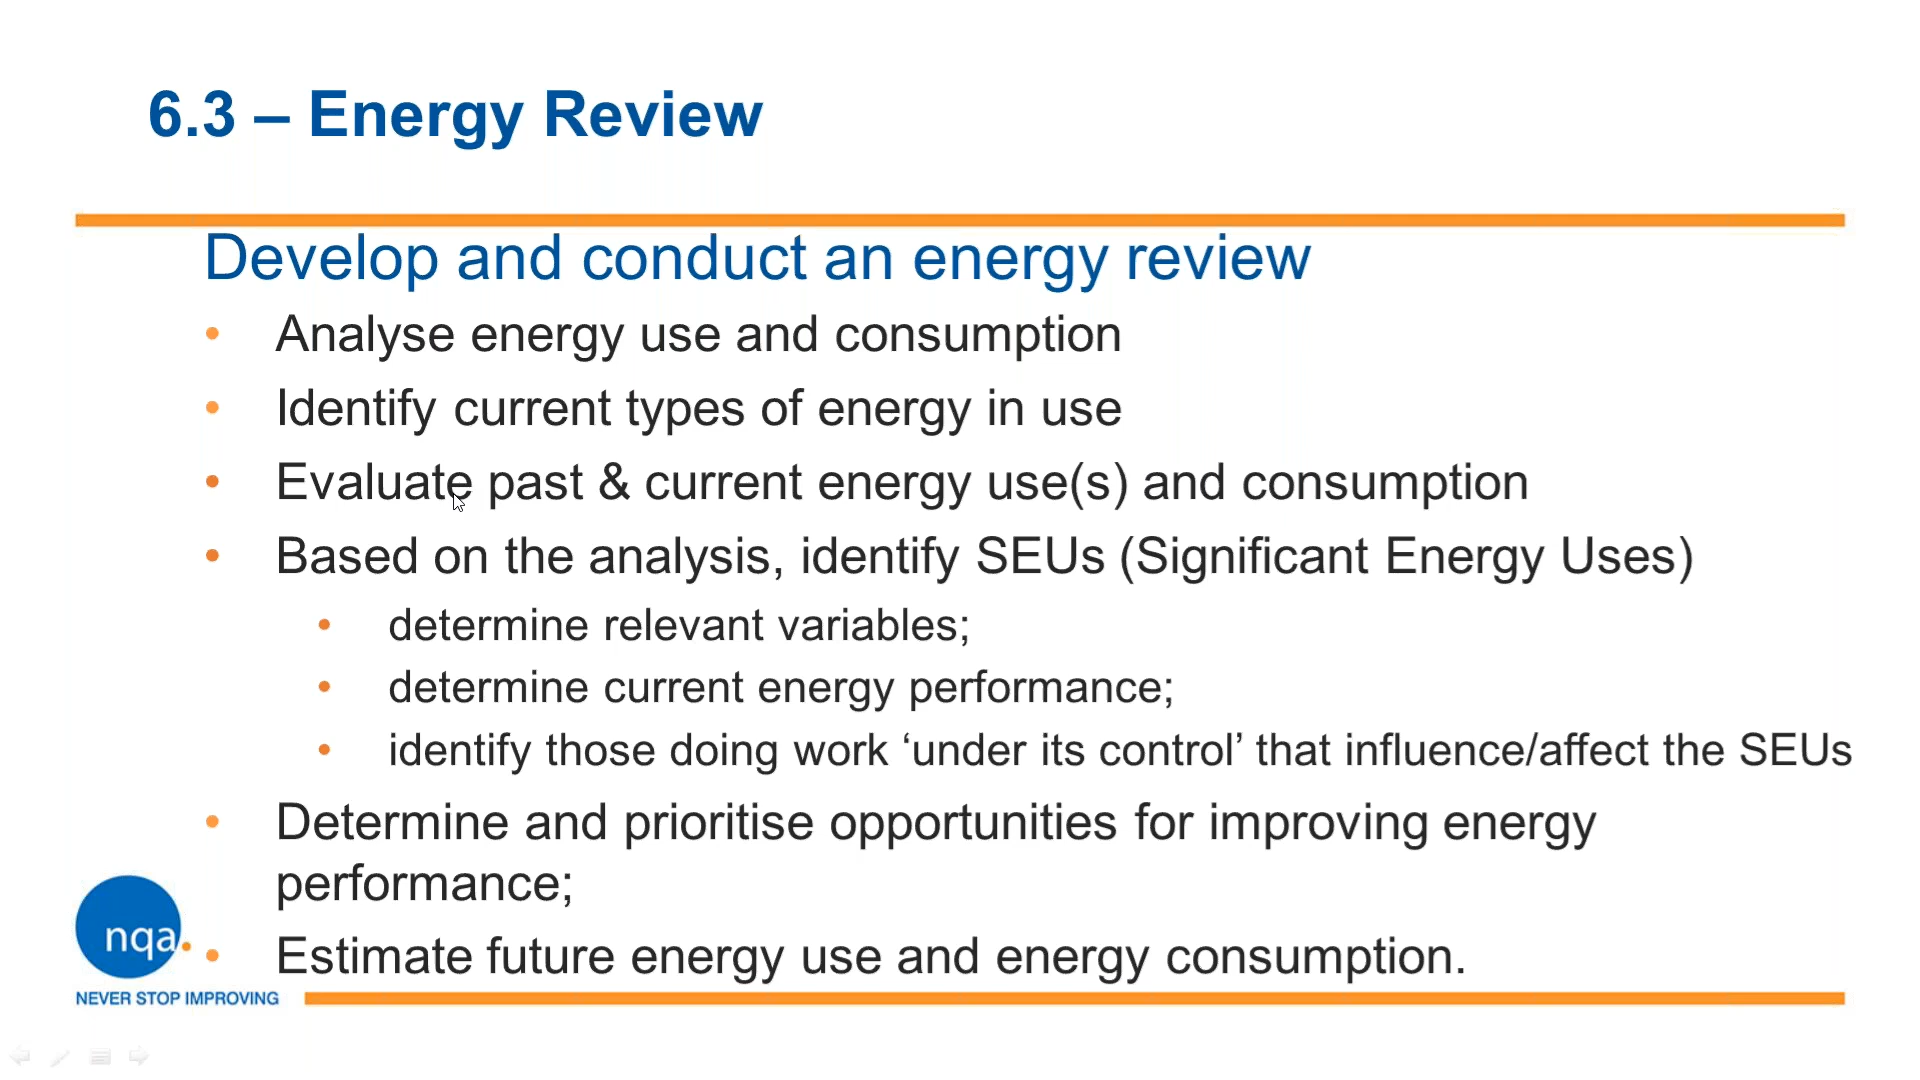 6.3 – Energy Review
Develop and conduct an energy review
• Analyse energy use and consumption
• Identify current types of energy in use
• Evaluate past & current energy use(s) and consumption
• Based on the analysis, identify SEUs (Significant Energy Uses)
• determine relevant variables;
• determine current energy performance;
• identify those doing work ‘under its control’ that influence/affect the SEUs
• Determine and prioritise opportunities for improving energy
performance;
• Estimate future energy use and energy consumption.
nqa.
NEVER STOP IMPROVING